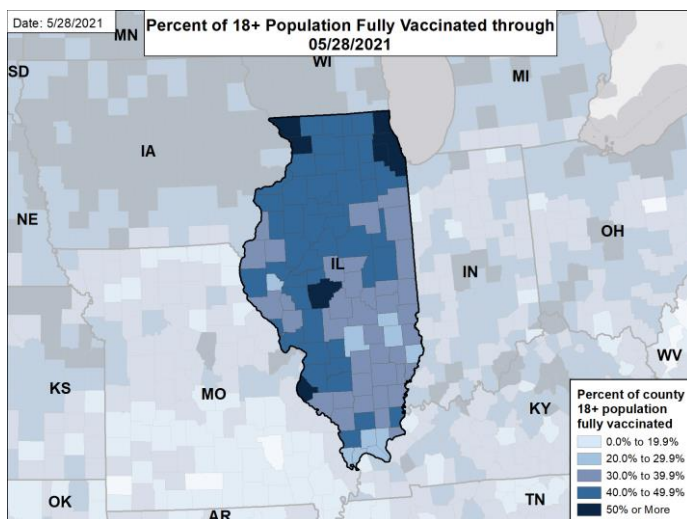 Date: 5/28/2021
Percent of 18+ Population Fully Vaccinated through
05/28/2021
MN
WI
SD
MI
IA
NE
IL
IN
OH
WV
KS
MO
KY
OK
AR
TN
Percent of county
18+ population
fully vaccinated
0.0% to 19.9%
20.0% to 29.9%
30.0% to 39.9%
40.0% to 49.9%
50% or More